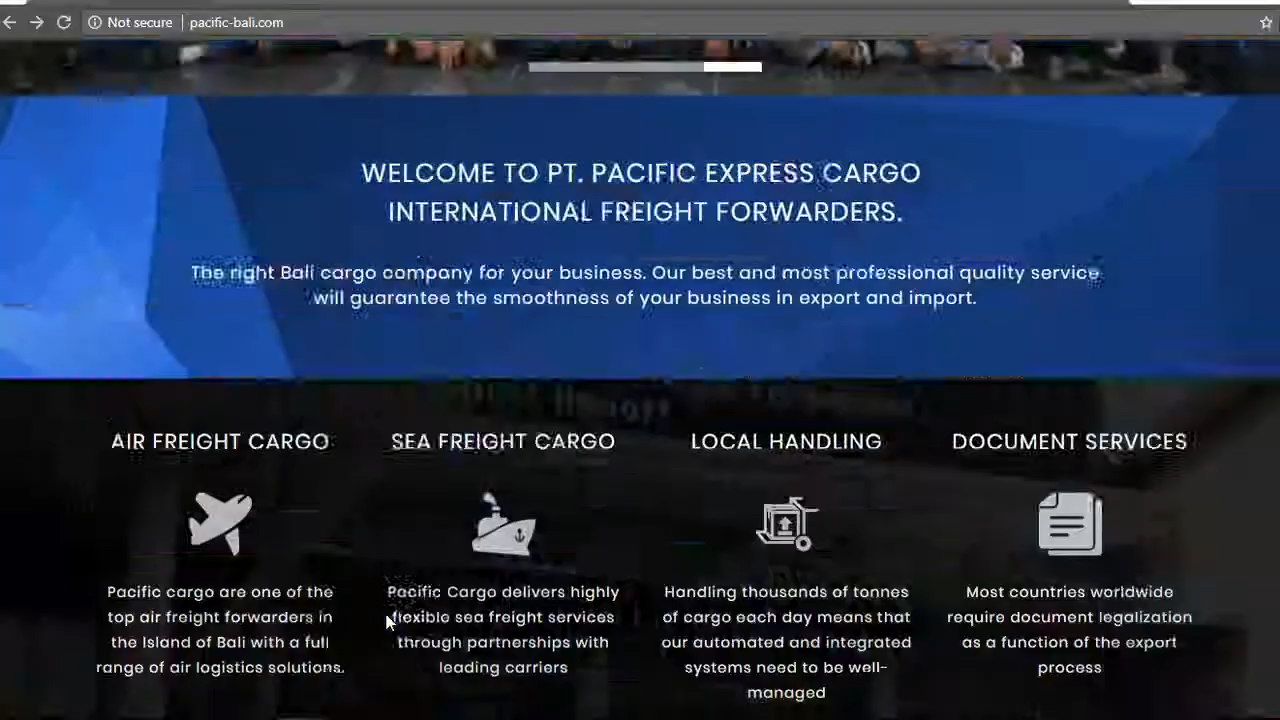 Not secure pacific-bali.com
WELCOME TO PT. PACIFIC EXPRESS CARGO
INTERNATIONAL FREIGHT FORWARDERS.
The right Bali cargo company for your business. Our best and most professional quality service
will guarantee the smoothness of your business in export and import.
AIR FREIGHT CARGO
Pacific cargo are one of the
top air freight forwarders in
the Island of Bali with a full
range of air logistics solutions.
SEA FREIGHT CARGO
Pacific Cargo delivers highly
flexible sea freight services
through partnerships with
leading carriers
LOCAL HANDLING
Handling thousands of tonnes
of cargo each day means that
our automated and integrated
systems need to be well-
managed
DOCUMENT SERVICES
Most countries worldwide
require document legalization
as a function of the export
process